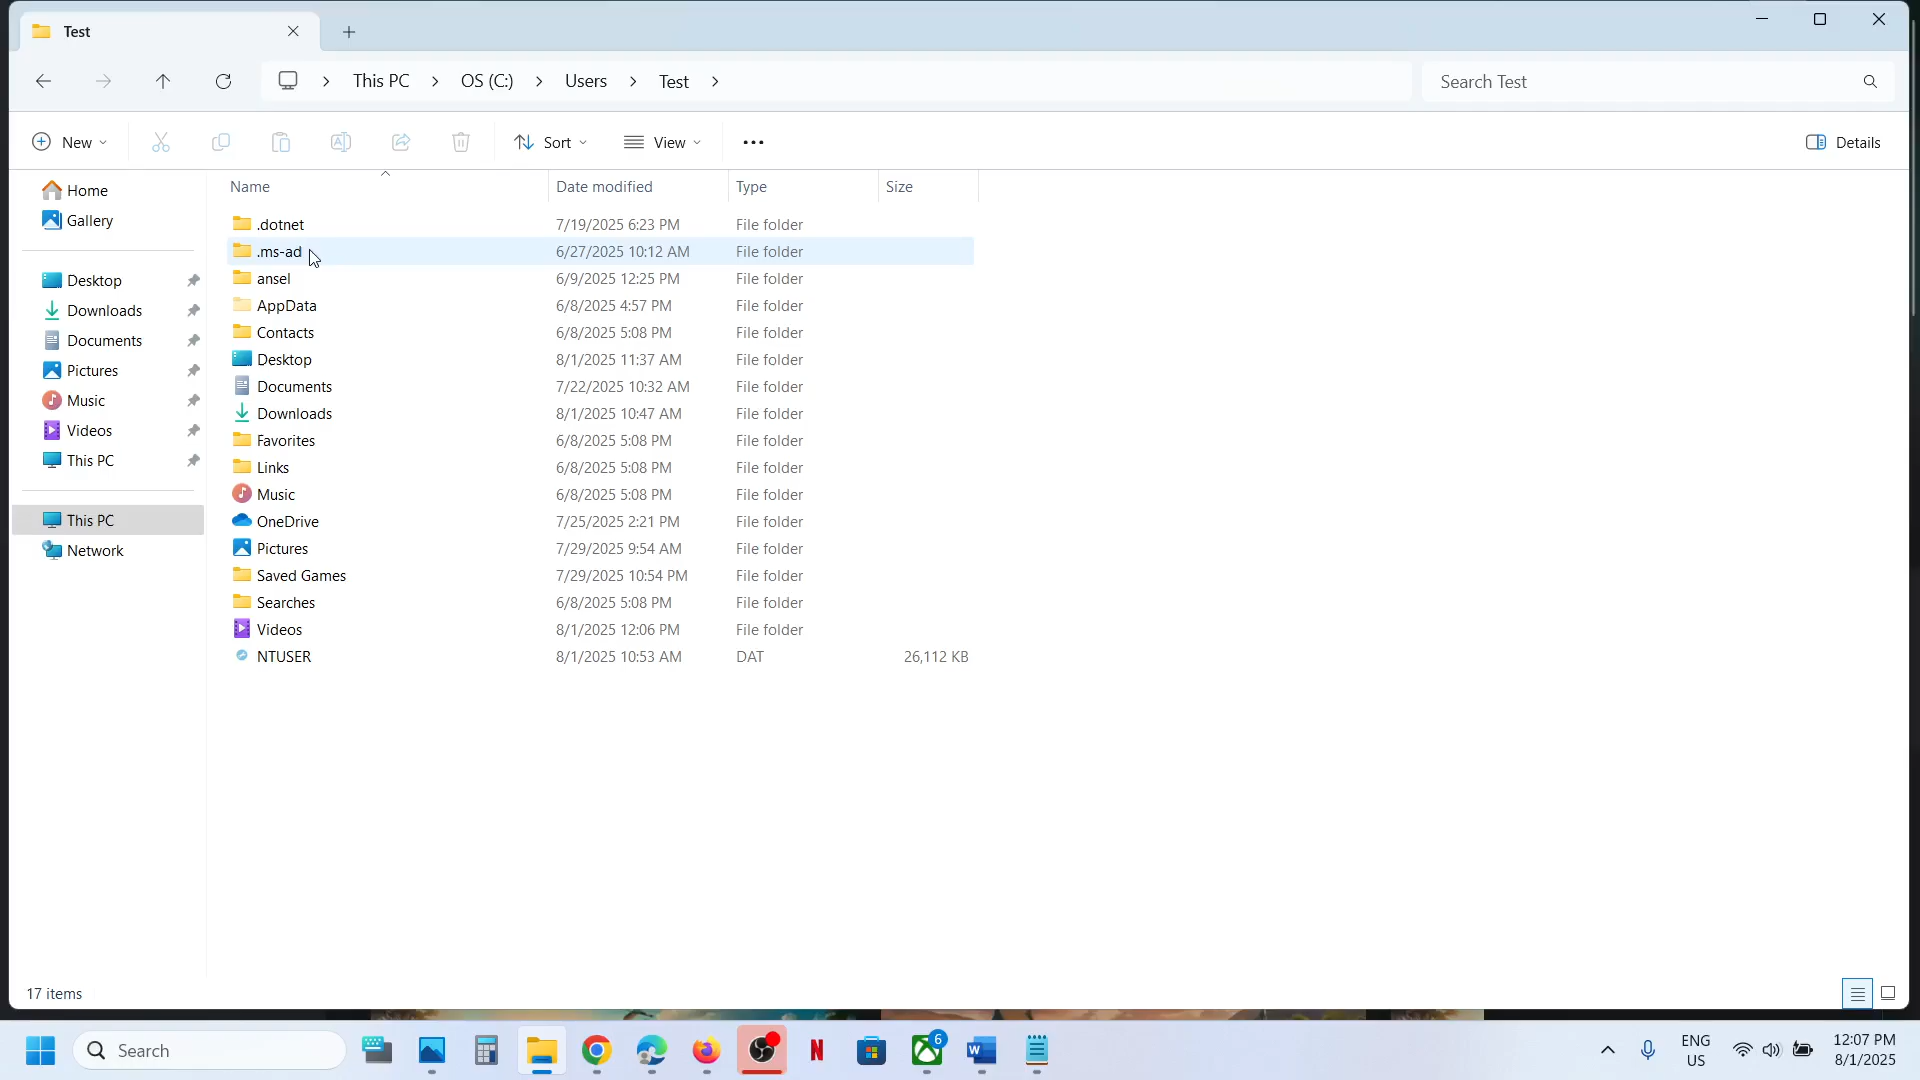 Test
This PC
OS (C:)
Users
Test
Search Test
New
Sort
View
Details
Name Date modified Type Size
Home
Gallery
Desktop
Downloads
Documents
Pictures
Music
Videos
This PC
This PC
Network
.dotnet 7/19/2025 6:23 PM File folder
.ms-ad 6/27/2025 10:12 AM File folder
ansel 6/9/2025 12:25 PM File folder
AppData 6/8/2025 4:57 PM File folder
Contacts 6/8/2025 5:08 PM File folder
Desktop 8/1/2025 11:37 AM File folder
Documents 7/22/2025 10:32 AM File folder
Downloads 8/1/2025 10:47 AM File folder
Favorites 6/8/2025 5:08 PM File folder
Links 6/8/2025 5:08 PM File folder
Music 6/8/2025 5:08 PM File folder
OneDrive 7/25/2025 2:21 PM File folder
Pictures 7/29/2025 9:54 AM File folder
Saved Games 7/29/2025 10:54 PM File folder
Searches 6/8/2025 5:08 PM File folder
Videos 8/1/2025 12:06 PM File folder
NTUSER 8/1/2025 10:53 AM DAT 26,112 KB
17 items
Search
6
ENG
US
12:07 PM
8/1/2025